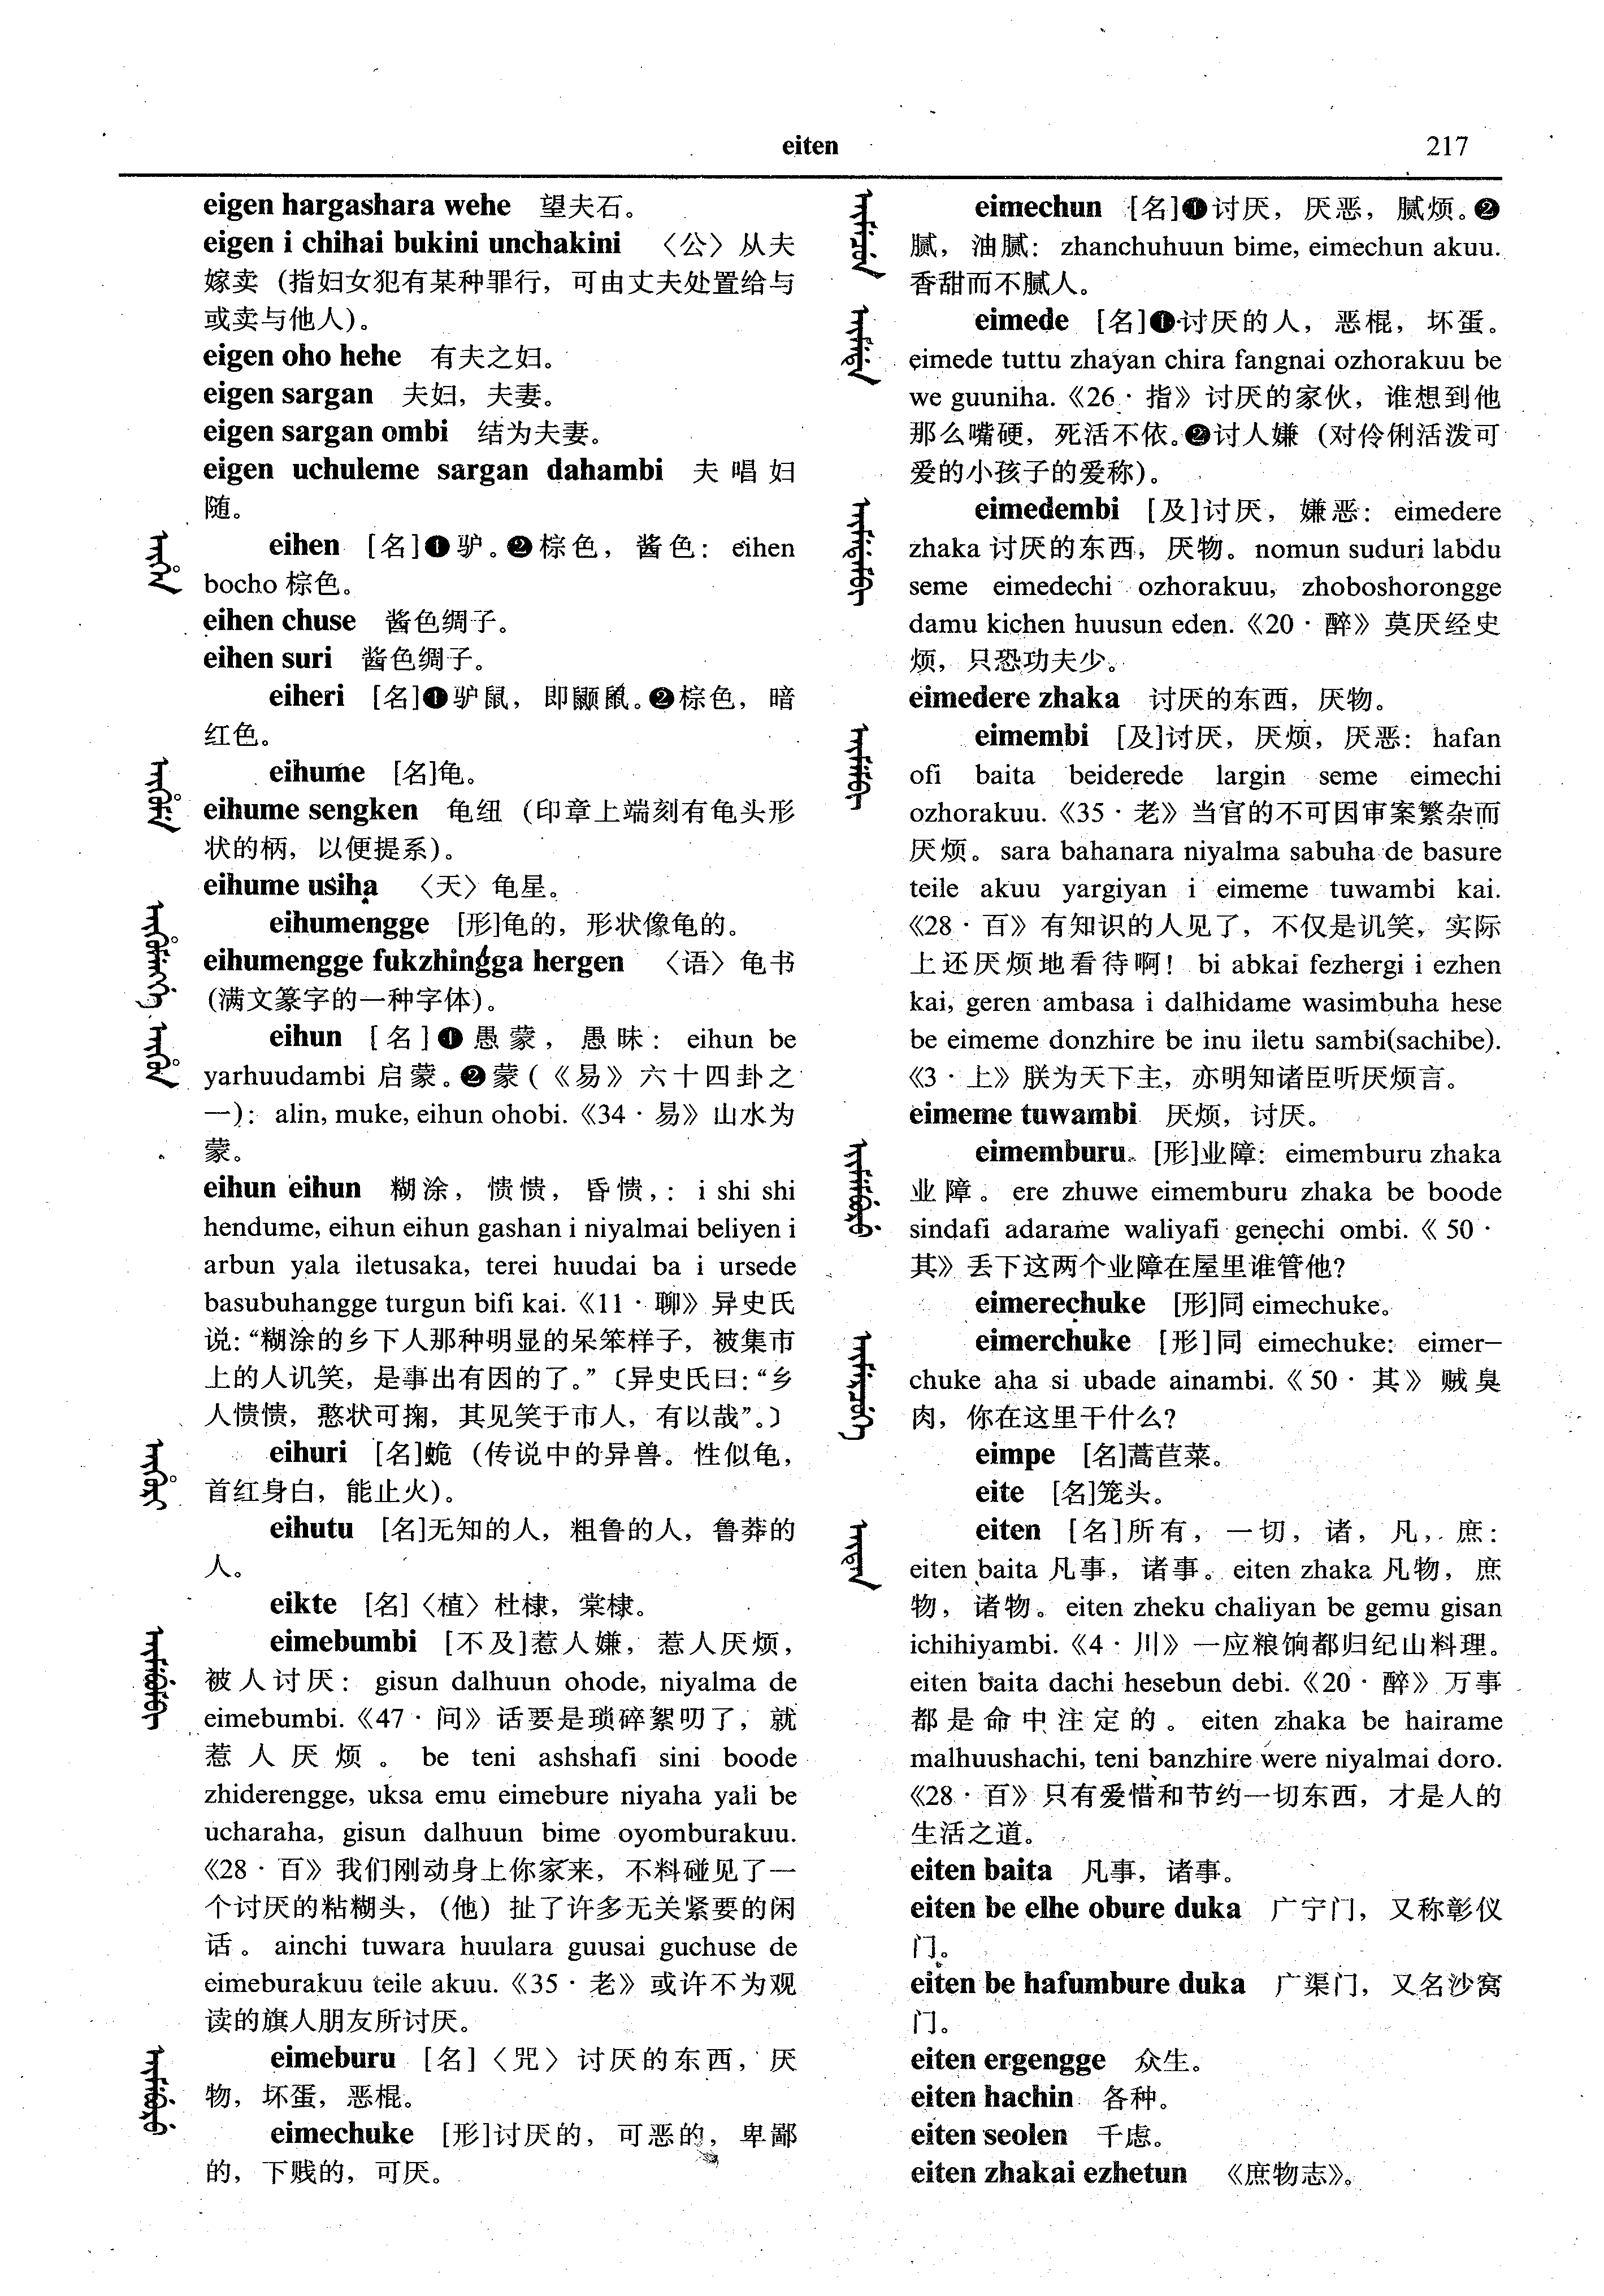 eiten
217
eigen hargashara wehe 望夫石。
eigen i chihai bukini unchakini 〈公〉从夫
嫁卖（指妇女犯有某种罪行，可由丈夫处置给与
或卖与他人）。
eigen oho hehe 有夫之妇。
eigen sargan 夫妇，夫妻。
eigen sargan ombi 结为夫妻。
eigen uchuleme sargan dahambi 夫唱妇
随。
eihen [名]❶驴。❷棕色，酱色：eihen
bocho 棕色。
eihen chuse 酱色绸子。
eihen suri 酱色绸子。
eiheri [名]❶驴鼠，即颥鼠。❷棕色，暗
红色。
eihume [名]龟。
eihume sengken 龟纽（印章上端刻有龟头形
状的柄，以便提系）。
eihume usiha 〈天〉龟星。
eihumengge [形]龟的，形状像龟的。
eihumengge fukzhingga hergen 〈语〉龟书
（满文篆字的一种字体）。
eihun [名]❶愚蒙，愚昧：eihun be
yarhuudambi 启蒙。❷蒙（《易》六十四卦之
一）：alin, muke, eihun ohobi.《34·易》山水为
蒙。
eihun eihun 糊涂，愦愦，昏愦，：i shi shi
hendume, eihun eihun gashan i niyalmai beliyen i
arbun yala iletusaka, terei huudai ba i ursede
basubuhangge turgun bifi kai.《11·聊》异史氏
说：“糊涂的乡下人那种明显的呆笨样子，被集市
上的人讥笑，是事出有因的了。”〔异史氏曰：“乡
人愦愦，憨状可掬，其见笑于市人，有以哉”。〕
eihuri [名]蛫（传说中的异兽。性似龟，
首红身白，能止火）。
eihutu [名]无知的人，粗鲁的人，鲁莽的
人。
eikte [名]〈植〉杜棣，棠棣。
eimebumbi [不及]惹人嫌，惹人厌烦，
被人讨厌：gisun dalhuun ohode, niyalma de
eimebumbi.《47·问》话要是琐碎絮叨了，就
惹人厌烦。be teni ashshafi sini boode
zhiderengge, uksa emu eimebure niyaha yali be
ucharaha, gisun dalhuun bime oyomburakuu.
《28·百》我们刚动身上你家来，不料碰见了一
个讨厌的粘糊头，（他）扯了许多无关紧要的闲
话。ainchi tuwara huulara guusai guchuse de
eimeburakuu teile akuu.《35·老》或许不为观
读的旗人朋友所讨厌。
eimeburu [名]〈咒〉讨厌的东西，厌
物，坏蛋，恶棍。
eimechuke [形]讨厌的，可恶的，卑鄙
的，下贱的，可厌。
eimechun [名]❶讨厌，厌恶，腻烦。❷
腻，油腻：zhanchuhuun bime, eimechun akuu.
香甜而不腻人。
eimede [名]❶讨厌的人，恶棍，坏蛋。
eimede tuttu zhayan chira fangnai ozhorakuu be
we guuniha.《26·指》讨厌的家伙，谁想到他
那么嘴硬，死活不依。❷讨人嫌（对伶俐活泼可
爱的小孩子的爱称）。
eimedembi [及]讨厌，嫌恶：eimedere
zhaka 讨厌的东西，厌物。nomun suduri labdu
seme eimedechi ozhorakuu, zhoboshorongge
damu kichen huusun eden.《20·醉》莫厌经史
烦，只恐功夫少。
eimedere zhaka 讨厌的东西，厌物。
eimembi [及]讨厌，厌烦，厌恶：hafan
ofi baita beiderede largin seme eimechi
ozhorakuu.《35·老》当官的不可因审案繁杂而
厌烦。sara bahanara niyalma sabuha de basure
teile akuu yargiyan i eimeme tuwambi kai.
《28·百》有知识的人见了，不仅是讥笑，实际
上还厌烦地看待啊！bi abkai fezhergi i ezhen
kai, geren ambasa i dalhidame wasimbuha hese
be eimeme donzhire be inu iletu sambi(sachibe).
《3·上》朕为天下主，亦明知诸臣听厌烦言。
eimeme tuwambi 厌烦，讨厌。
eimemburu [形]业障：eimemburu zhaka
业障。ere zhuwe eimemburu zhaka be boode
sindafi adarame waliyafi genechi ombi.《50·
其》丢下这两个业障在屋里谁管他？
eimerechuke [形]同 eimechuke。
eimerchuke [形]同 eimechuke：eimer—
chuke aha si ubade ainambi.《50·其》贼臭
肉，你在这里干什么？
eimpe [名]蒿苣菜。
eite [名]笼头。
eiten [名]所有，一切，诸，凡，庶：
eiten baita 凡事，诸事。eiten zhaka 凡物，庶
物，诸物。eiten zheku chaliyan be gemu gisan
ichihiyambi.《4·川》一应粮饷都归纪山料理。
eiten baita dachi hesebun debi.《20·醉》万事
都是命中注定的。eiten zhaka be hairame
malhuushachi, teni banzhire were niyalmai doro.
《28·百》只有爱惜和节约一切东西，才是人的
生活之道。
eiten baita 凡事，诸事。
eiten be elhe obure duka 广宁门，又称彰仪
门。
eiten be hafumbure duka 广渠门，又名沙窝
门。
eiten ergengge 众生。
eiten hachin 各种。
eiten seolen 千虑。
eiten zhakai ezhetun 《庶物志》。